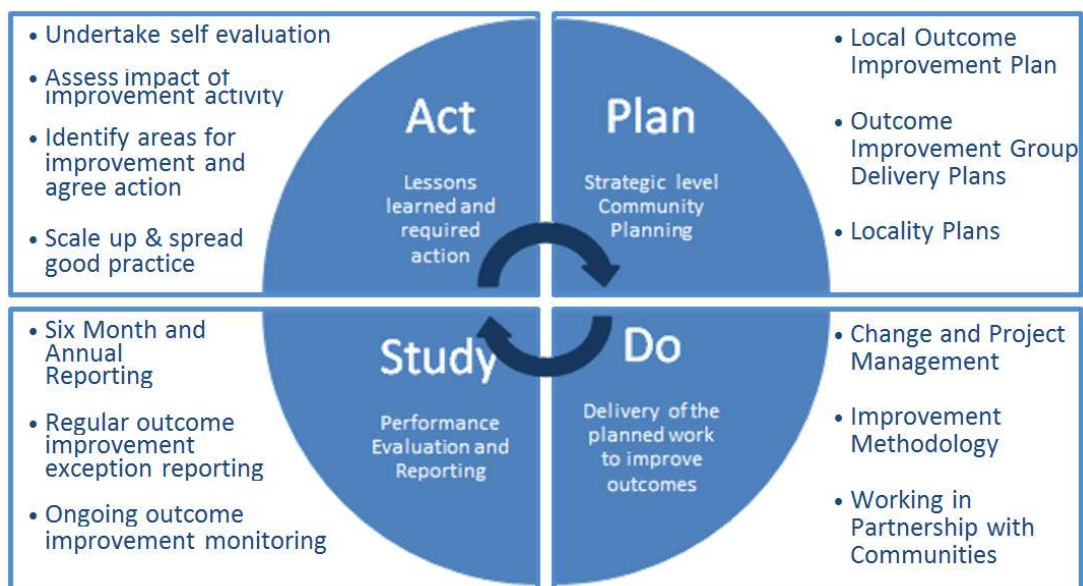 • Undertake self evaluation
• Assess impact of
improvement activity
• Identify areas for
improvement and
agree action
• Scale up & spread
good practice
Act
Lessons
learned and
required
action
Plan
Strategic level
Community
Planning
• Local Outcome
Improvement Plan
• Outcome
Improvement Group
Delivery Plans
• Locality Plans
• Six Month and
Annual
Reporting
• Regular outcome
improvement
exception reporting
• Ongoing outcome
improvement monitoring
Study
Performance
Evaluation and
Reporting
Do
Delivery of the
planned work
to improve
outcomes
• Change and Project
Management
• Improvement
Methodology
• Working in
Partnership with
Communities